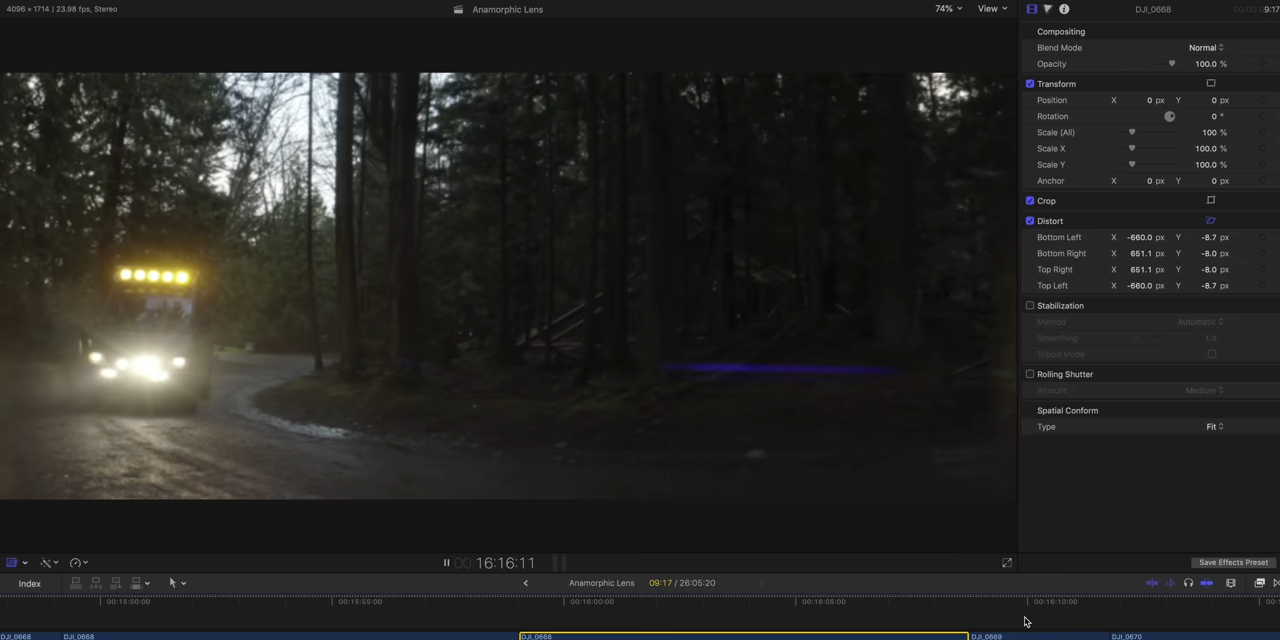 4096 × 1714 | 23.98 fps, Stereo
Anamorphic Lens
74%
View
DJI_0668
9:17
Compositing
Blend Mode Normal
Opacity 100.0 %
Transform
Position X 0 px Y 0 px
Rotation 0 °
Scale (All) 100 %
Scale X 100.0 %
Scale Y 100.0 %
Anchor X 0 px Y 0 px
Crop
Distort
Bottom Left X -660.0 px Y -8.7 px
Bottom Right X 651.1 px Y -8.0 px
Top Right X 651.1 px Y -8.0 px
Top Left X -660.0 px Y -8.7 px
Stabilization
Method Automatic
Smoothing 1.0
Tripod Mode
Rolling Shutter
Amount Medium
Spatial Conform
Type Fit
00:16:16:11
Save Effects Preset
Index
Anamorphic Lens
09:17 / 26:05:20
00:15:50:00
00:15:55:00
00:16:00:00
00:16:05:00
00:16:10:00
DJI_0668
DJI_0668
DJI_0668
DJI_0669
DJI_0670